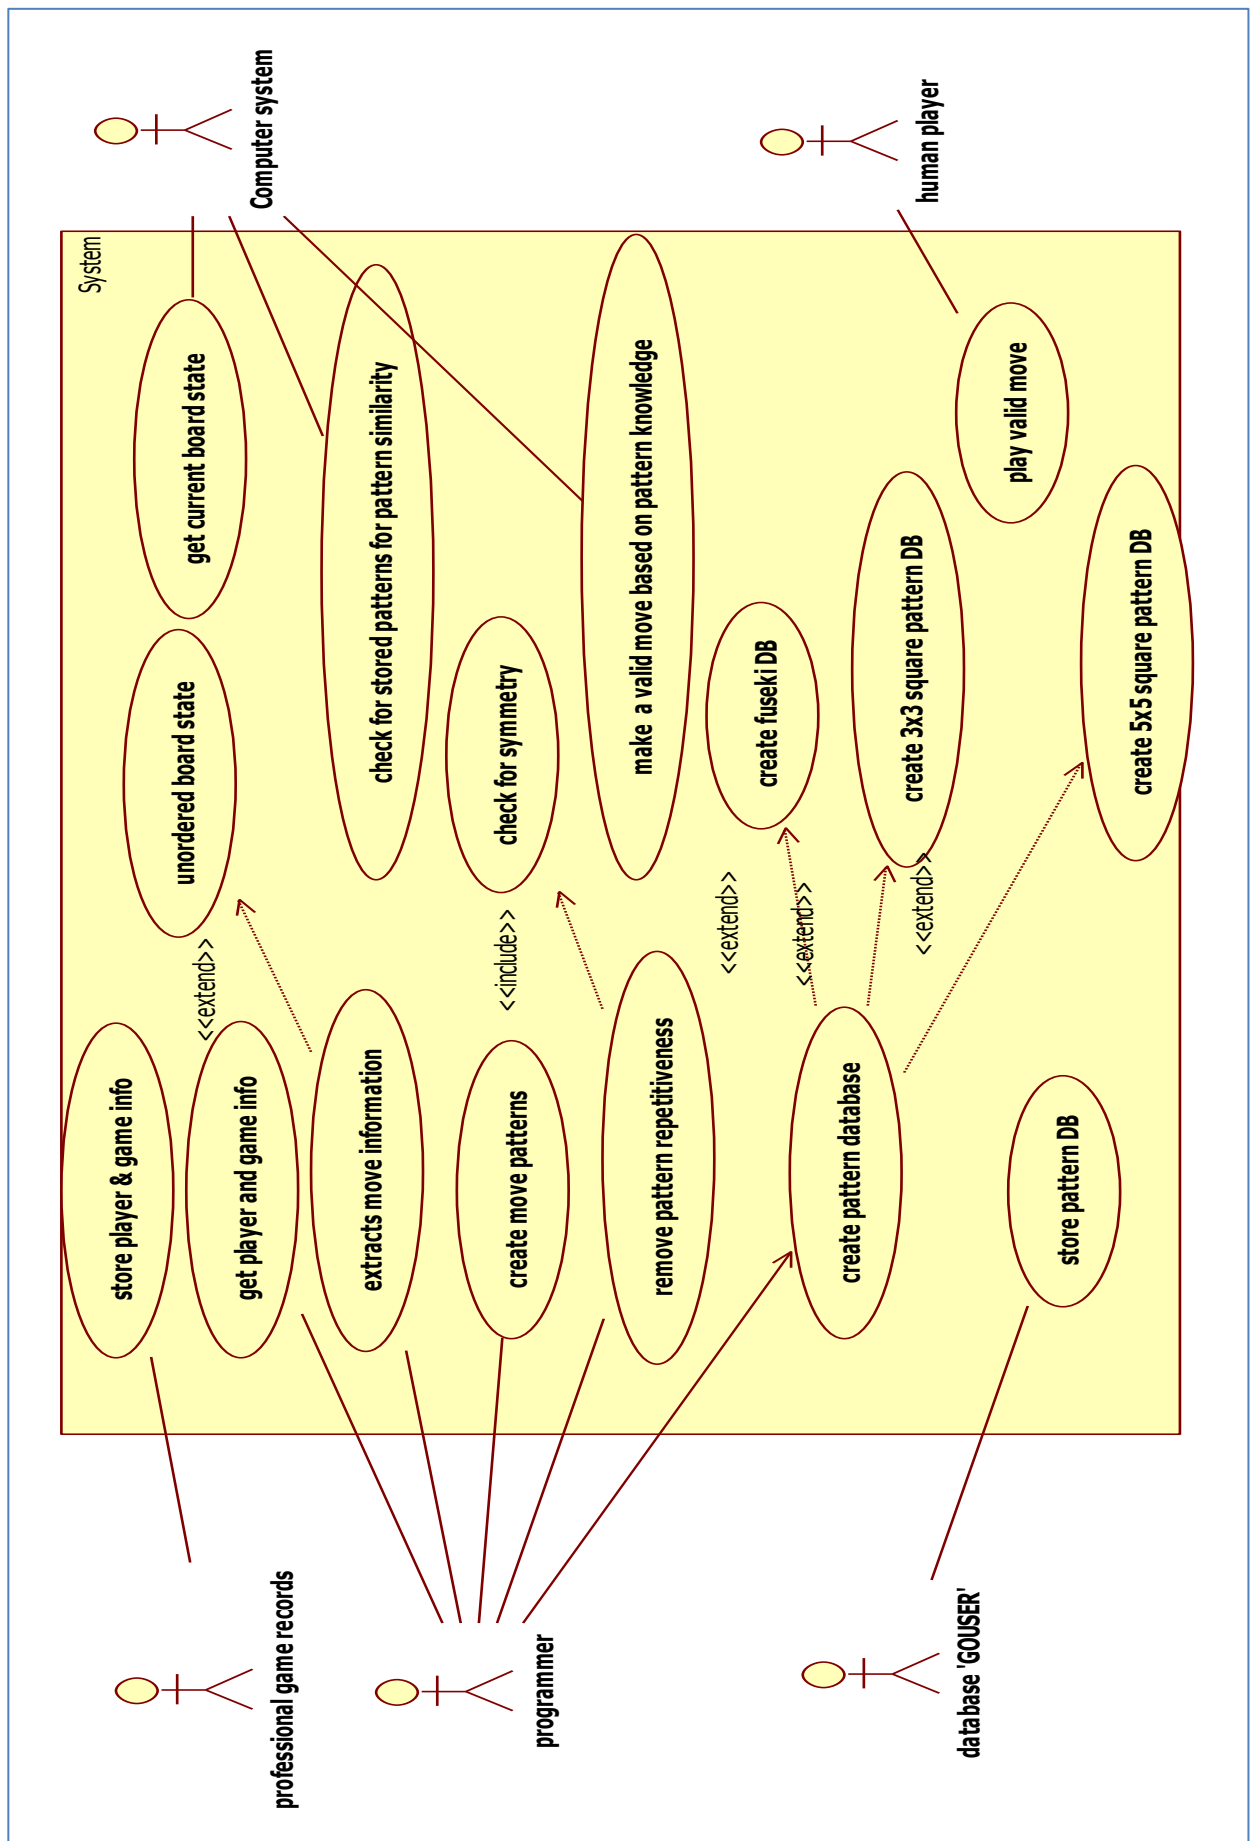 System
store player & game info
get player and game info
<<extend>>
unordered board state
get current board state
Computer system
professional game records
extracts move information
check for stored patterns for pattern similarity
create move patterns
<<include>>
check for symmetry
programmer
remove pattern repetitiveness
make a valid move based on pattern knowledge
<<extend>>
create fuseki DB
<<extend>>
create pattern database
create 3x3 square pattern DB
<<extend>>
human player
play valid move
database 'GOUSER'
store pattern DB
create 5x5 square pattern DB